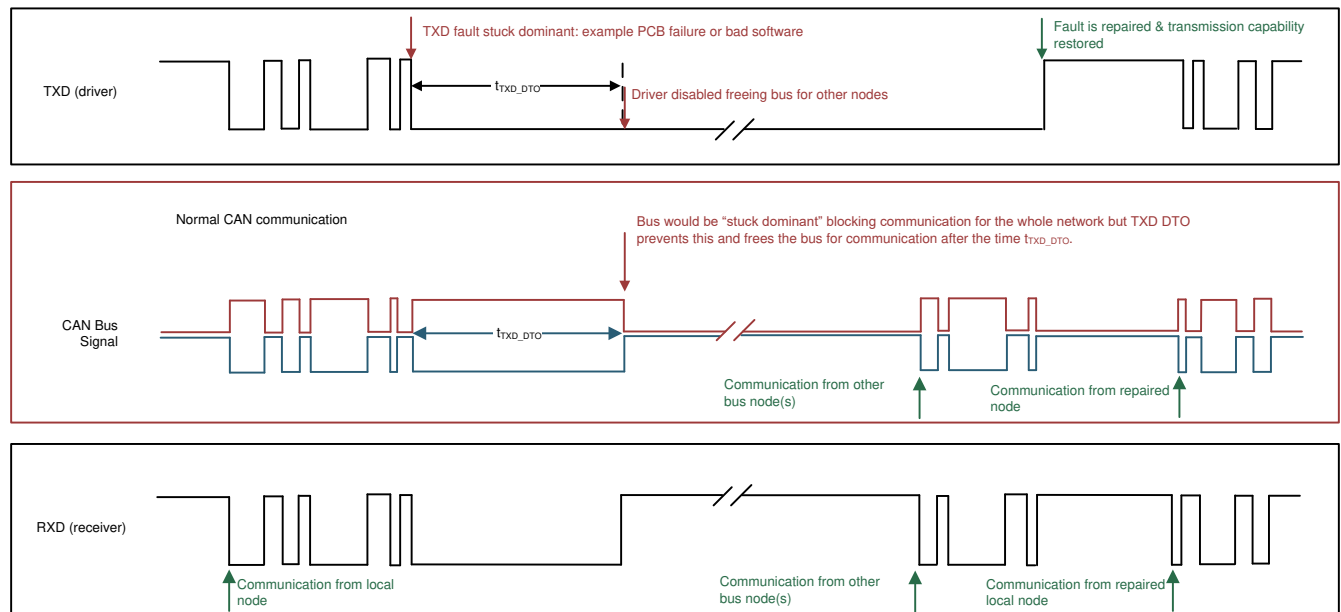 TXD fault stuck dominant: example PCB failure or bad software
Fault is repaired & transmission capability
restored
TXD (driver)
tTXD_DTO
Driver disabled freeing bus for other nodes
Normal CAN communication
Bus would be “stuck dominant” blocking communication for the whole network but TXD DTO
prevents this and frees the bus for communication after the time tTXD_DTO.
CAN Bus
Signal
tTXD_DTO
Communication from other
bus node(s)
Communication from repaired
node
RXD (receiver)
Communication from local
node
Communication from other
bus node(s)
Communication from repaired
local node